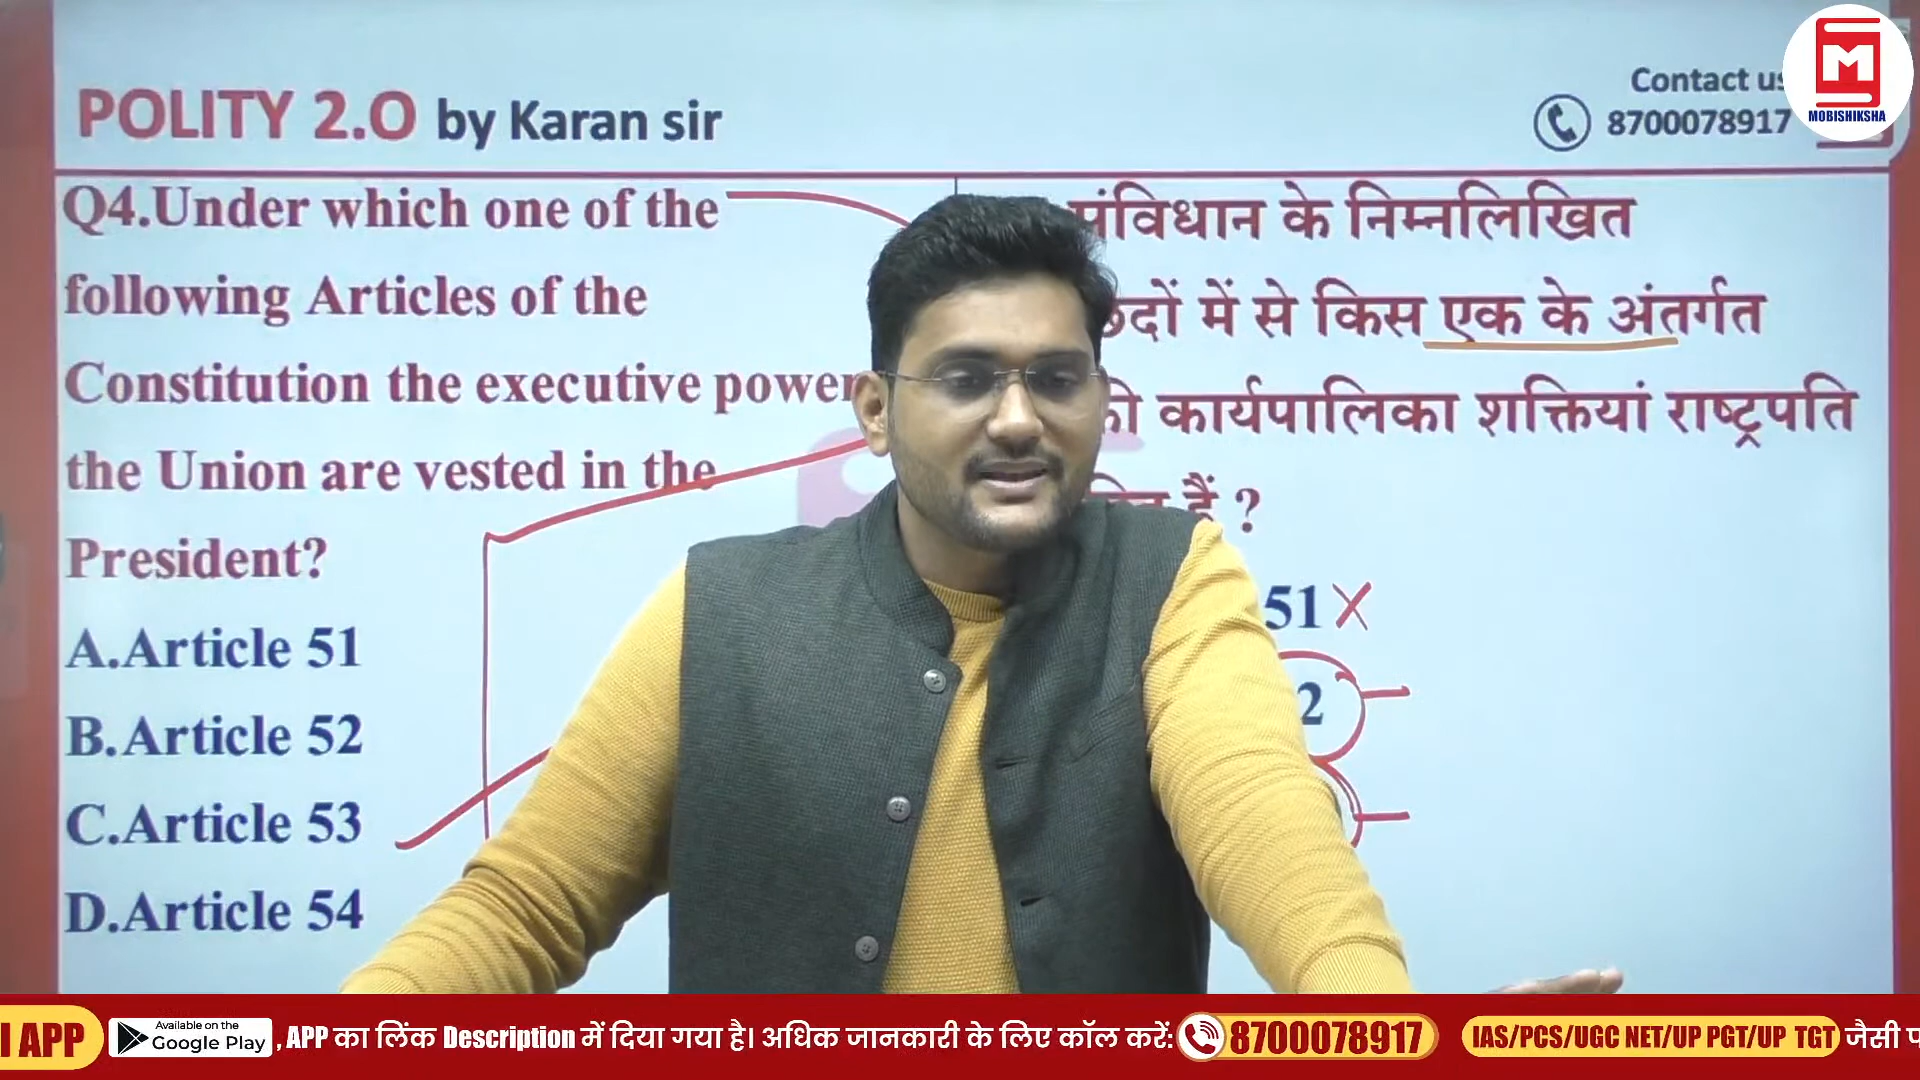 POLITY 2.O by Karan sir
Contact us
8700078917
MOBISHIKSHA
Q4.Under which one of the
following Articles of the
Constitution the executive power
the Union are vested in the
President?
A.Article 51
B.Article 52
C.Article 53
D.Article 54
संविधान के निम्नलिखित
में से किस एक के अंतर्गत
कार्यपालिका शक्तियां राष्ट्रपति
हैं ?
51
2
APP
Available on the
Google Play
, APP का लिंक Description में दिया गया है। अधिक जानकारी के लिए कॉल करें: 8700078917
IAS/PCS/UGC NET/UP PGT/UP TGT जैसी